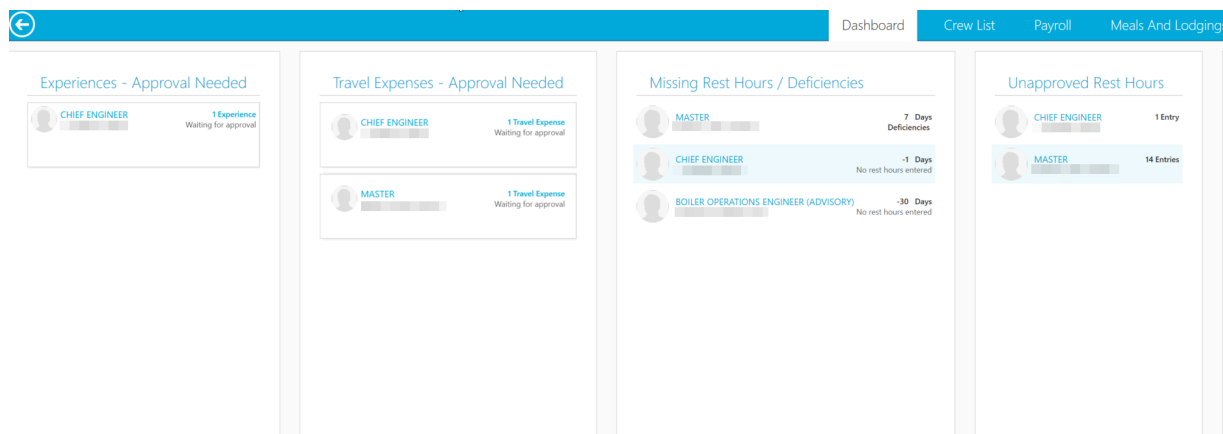 Dashboard
Crew List
Payroll
Meals And Lodgings
Experiences - Approval Needed
CHIEF ENGINEER
1 Experience
Waiting for approval
Travel Expenses - Approval Needed
CHIEF ENGINEER
1 Travel Expense
Waiting for approval
MASTER
1 Travel Expense
Waiting for approval
Missing Rest Hours / Deficiencies
MASTER
7 Days
Deficiencies
CHIEF ENGINEER
-1 Days
No rest hours entered
BOILER OPERATIONS ENGINEER (ADVISORY)
-30 Days
No rest hours entered
Unapproved Rest Hours
CHIEF ENGINEER
1 Entry
MASTER
14 Entries